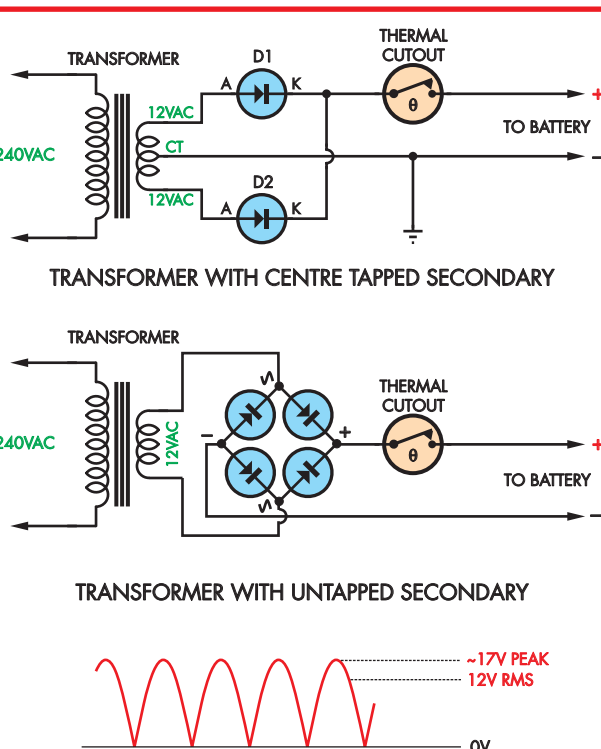 THERMAL
CUTOUT
TRANSFORMER
D1
A
K
θ
+
12VAC
TO BATTERY
CT
240VAC
–
12VAC
D2
A
K
TRANSFORMER WITH CENTRE TAPPED SECONDARY
TRANSFORMER
THERMAL
CUTOUT
∿
–
+
+
240VAC
12VAC
θ
TO BATTERY
∿
–
TRANSFORMER WITH UNTAPPED SECONDARY
~17V PEAK
12V RMS
0V